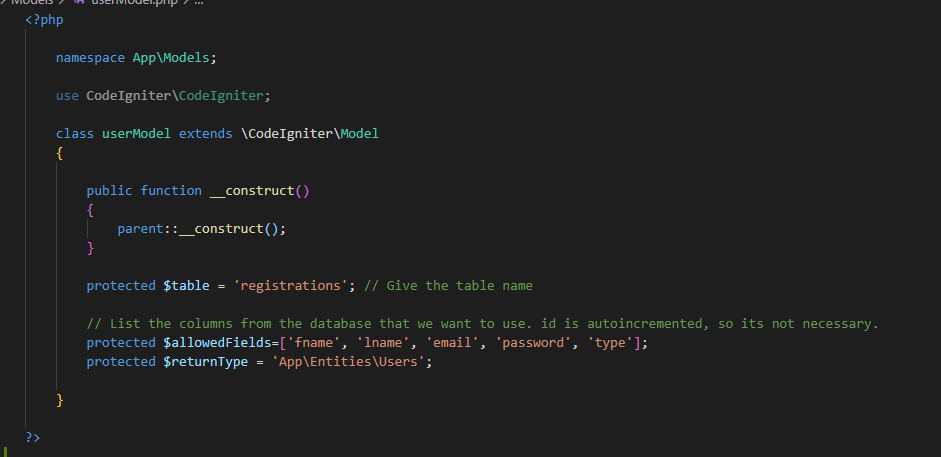 Models > userModel.php > ...
<?php
namespace App\Models;
use CodeIgniter\CodeIgniter;
class userModel extends \CodeIgniter\Model
{
public function __construct()
{
parent::__construct();
}
protected $table = 'registrations'; // Give the table name
// List the columns from the database that we want to use. id is autoincremented, so its not necessary.
protected $allowedFields=['fname', 'lname', 'email', 'password', 'type'];
protected $returnType = 'App\Entities\Users';
}
?>